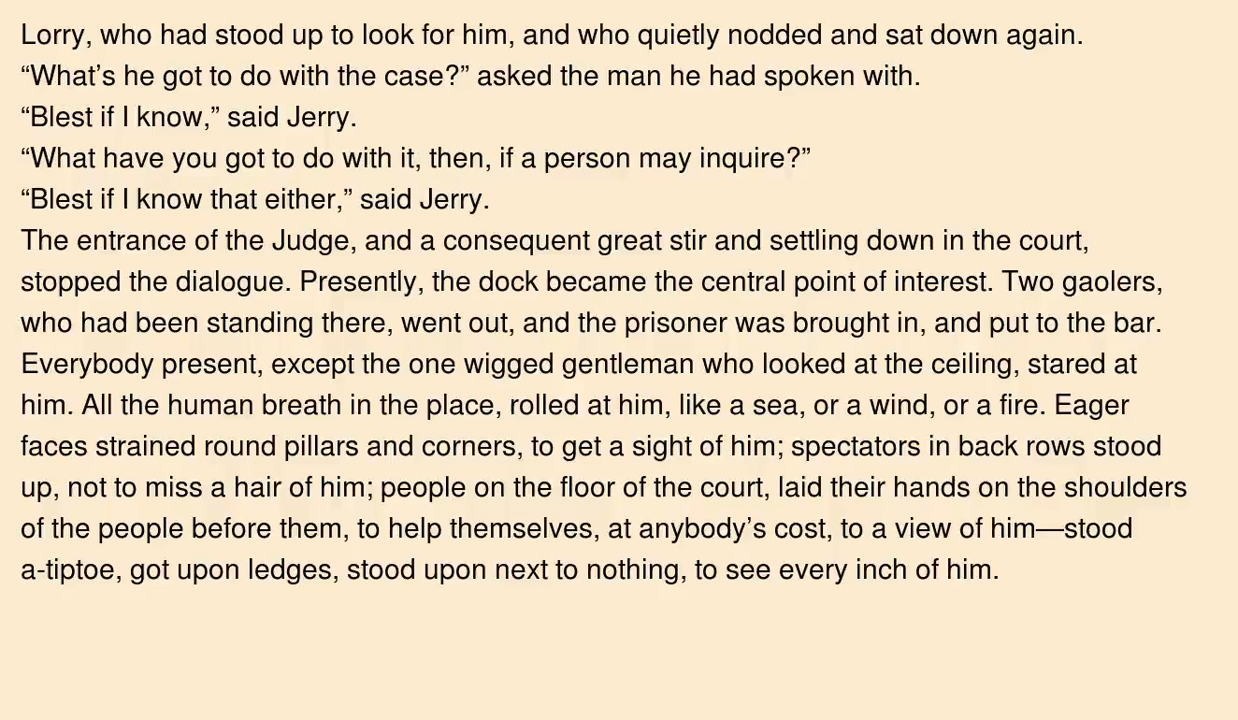 Lorry, who had stood up to look for him, and who quietly nodded and sat down again.
“What’s he got to do with the case?” asked the man he had spoken with.
“Blest if I know,” said Jerry.
“What have you got to do with it, then, if a person may inquire?”
“Blest if I know that either,” said Jerry.
The entrance of the Judge, and a consequent great stir and settling down in the court,
stopped the dialogue. Presently, the dock became the central point of interest. Two gaolers,
who had been standing there, went out, and the prisoner was brought in, and put to the bar.
Everybody present, except the one wigged gentleman who looked at the ceiling, stared at
him. All the human breath in the place, rolled at him, like a sea, or a wind, or a fire. Eager
faces strained round pillars and corners, to get a sight of him; spectators in back rows stood
up, not to miss a hair of him; people on the floor of the court, laid their hands on the shoulders
of the people before them, to help themselves, at anybody’s cost, to a view of him—stood
a-tiptoe, got upon ledges, stood upon next to nothing, to see every inch of him.